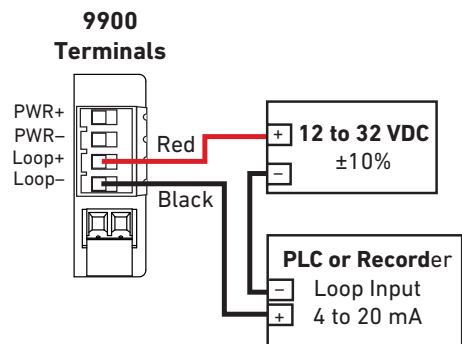 9900
Terminals
PWR+
PWR–
Loop+
Loop–
Red
Black
+ 12 to 32 VDC
±10%
–
PLC or Recorder
– Loop Input
+ 4 to 20 mA